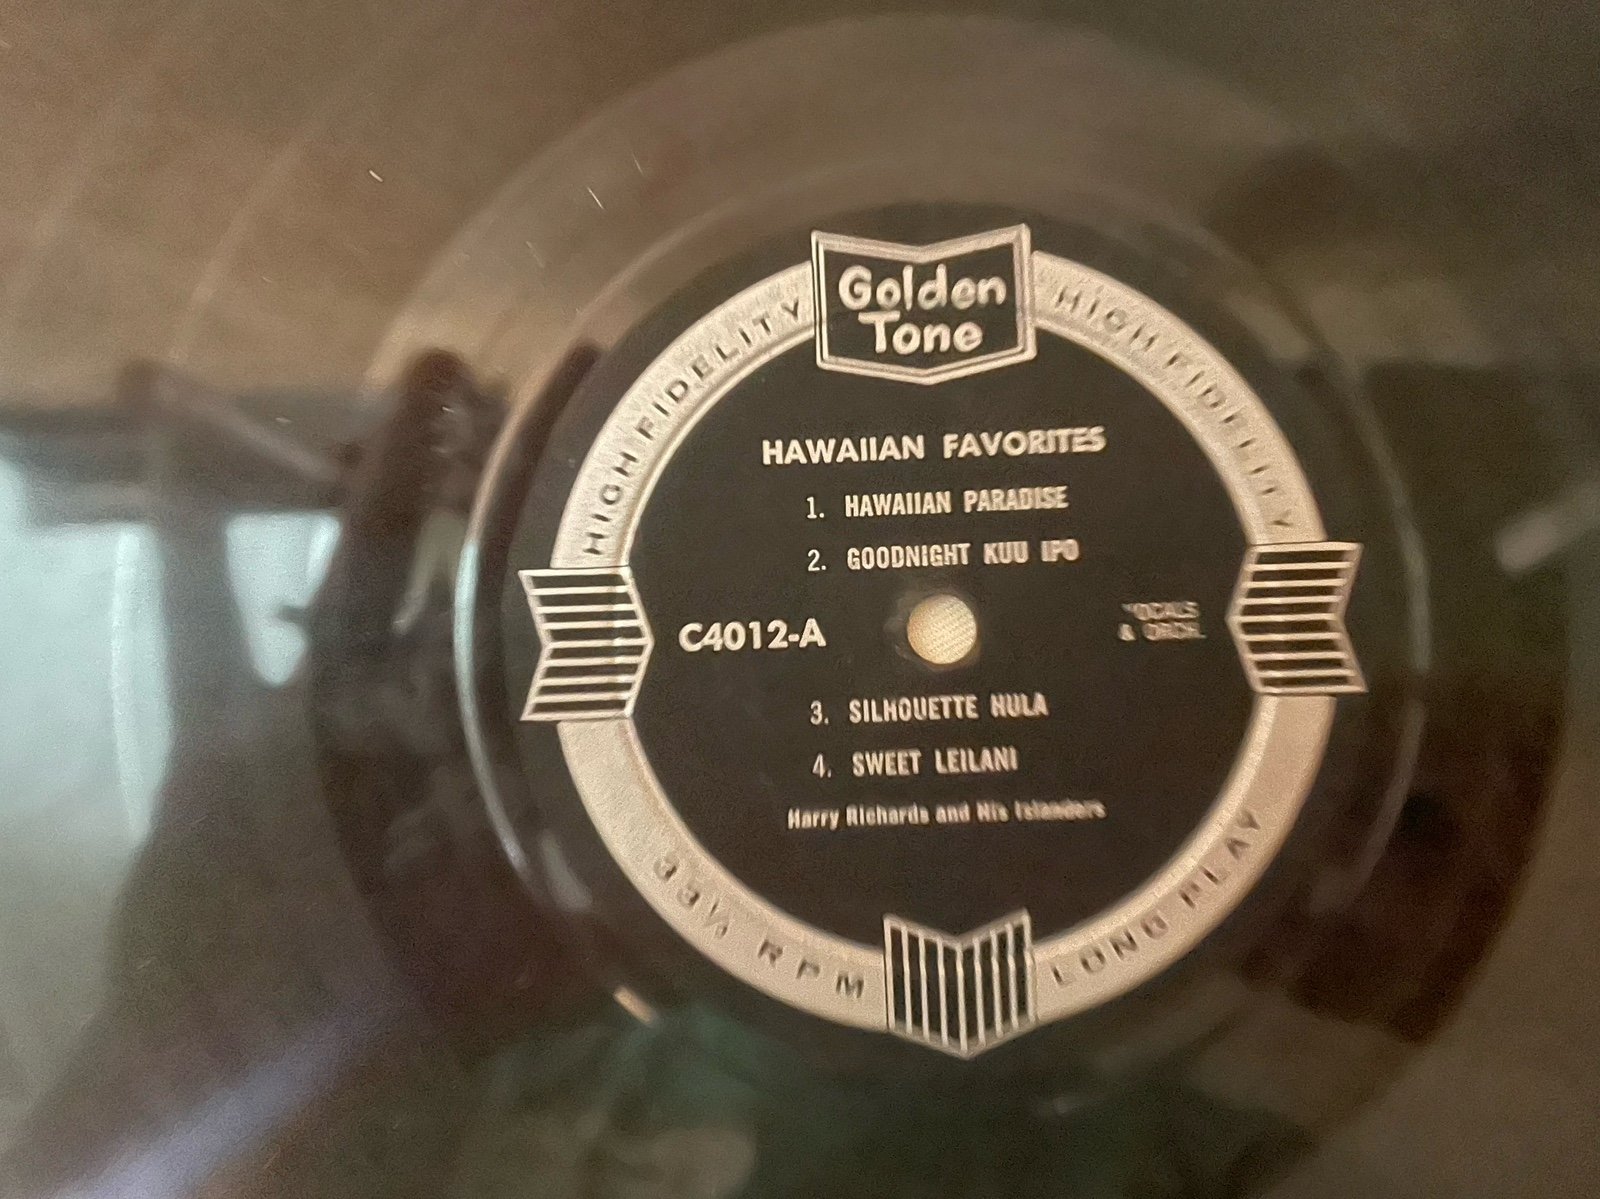 Golden
Tone
HIGH FIDELITY
HIGH FIDELITY
HAWAIIAN FAVORITES
1. HAWAIIAN PARADISE
2. GOODNIGHT KUU IPO
C4012-A
VOCALS
& ORCH.
3. SILHOUETTE HULA
4. SWEET LEILANI
Harry Richards and His Islanders
33⅓ RPM
LONG PLAY